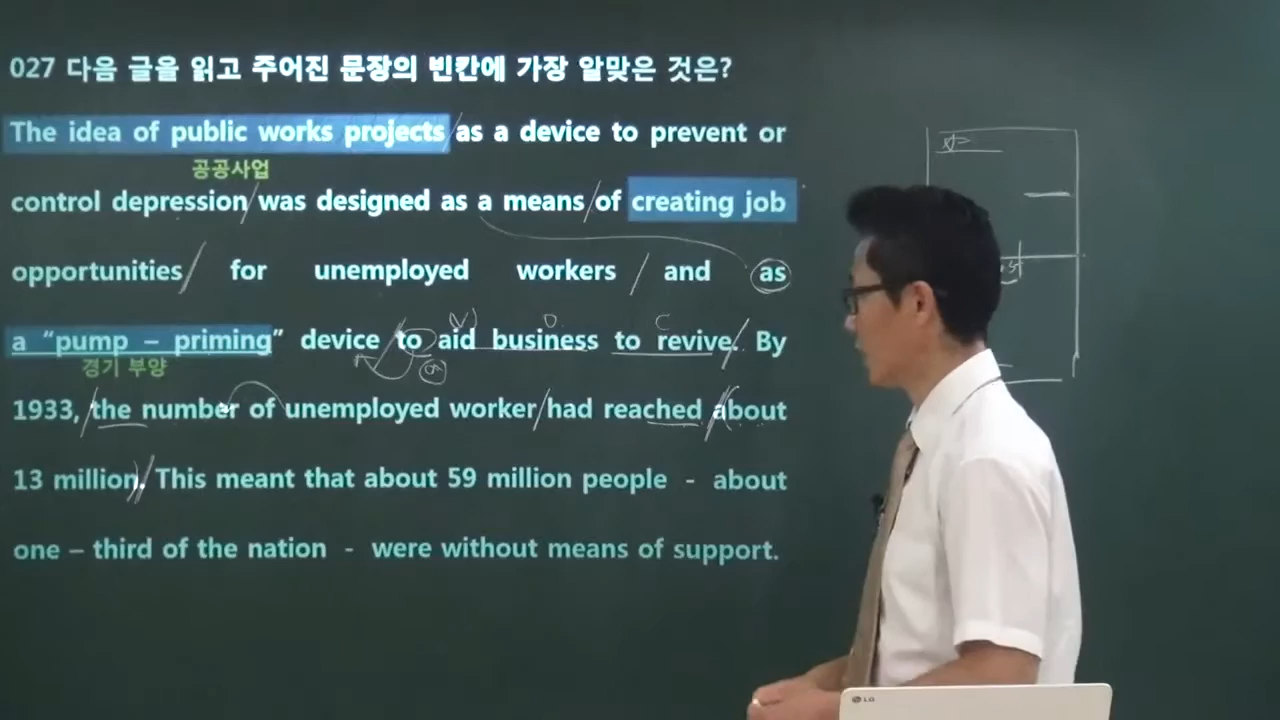 027 다음 글을 읽고 주어진 문장의 빈칸에 가장 알맞은 것은?
The idea of public works projects as a device to prevent or
공공사업
control depression was designed as a means of creating job
opportunities for unemployed workers and as
a “pump – priming” device to aid business to revive. By
경기 부양
1933, the number of unemployed worker had reached about
13 million. This meant that about 59 million people - about
one – third of the nation - were without means of support.
LG